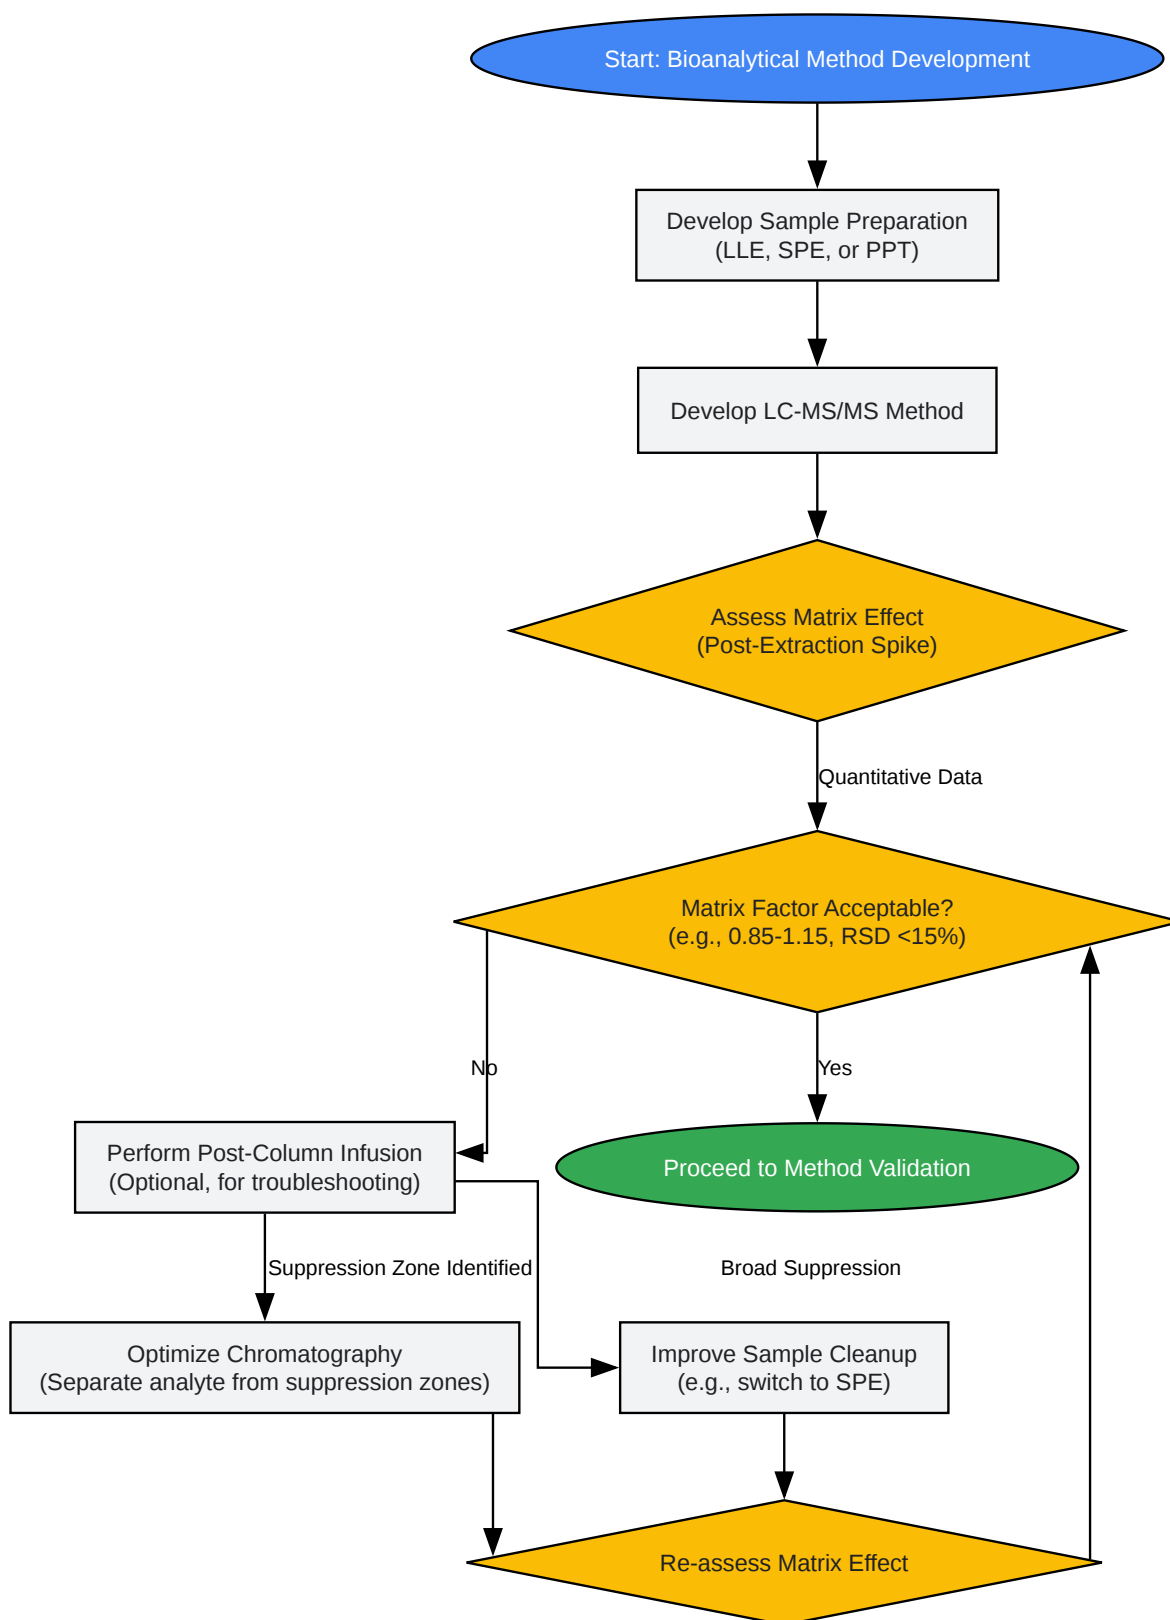 Start: Bioanalytical Method Development
Develop Sample Preparation
(LLE, SPE, or PPT)
Develop LC-MS/MS Method
Assess Matrix Effect
(Post-Extraction Spike)
Quantitative Data
Matrix Factor Acceptable?
(e.g., 0.85-1.15, RSD <15%)
No
Yes
Perform Post-Column Infusion
(Optional, for troubleshooting)
Proceed to Method Validation
Suppression Zone Identified
Broad Suppression
Optimize Chromatography
(Separate analyte from suppression zones)
Improve Sample Cleanup
(e.g., switch to SPE)
Re-assess Matrix Effect